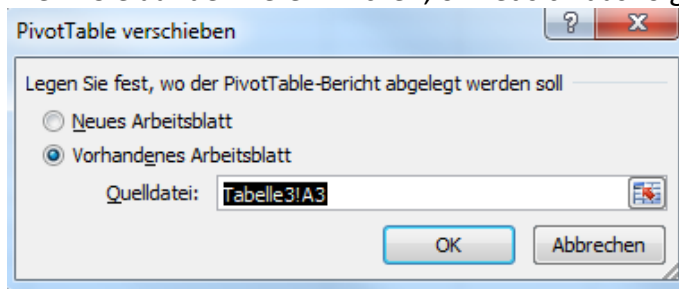 PivotTable verschieben
Legen Sie fest, wo der PivotTable-Bericht abgelegt werden soll
Neues Arbeitsblatt
Vorhandenes Arbeitsblatt
Quelldatei: Tabelle3!A3
OK Abbrechen